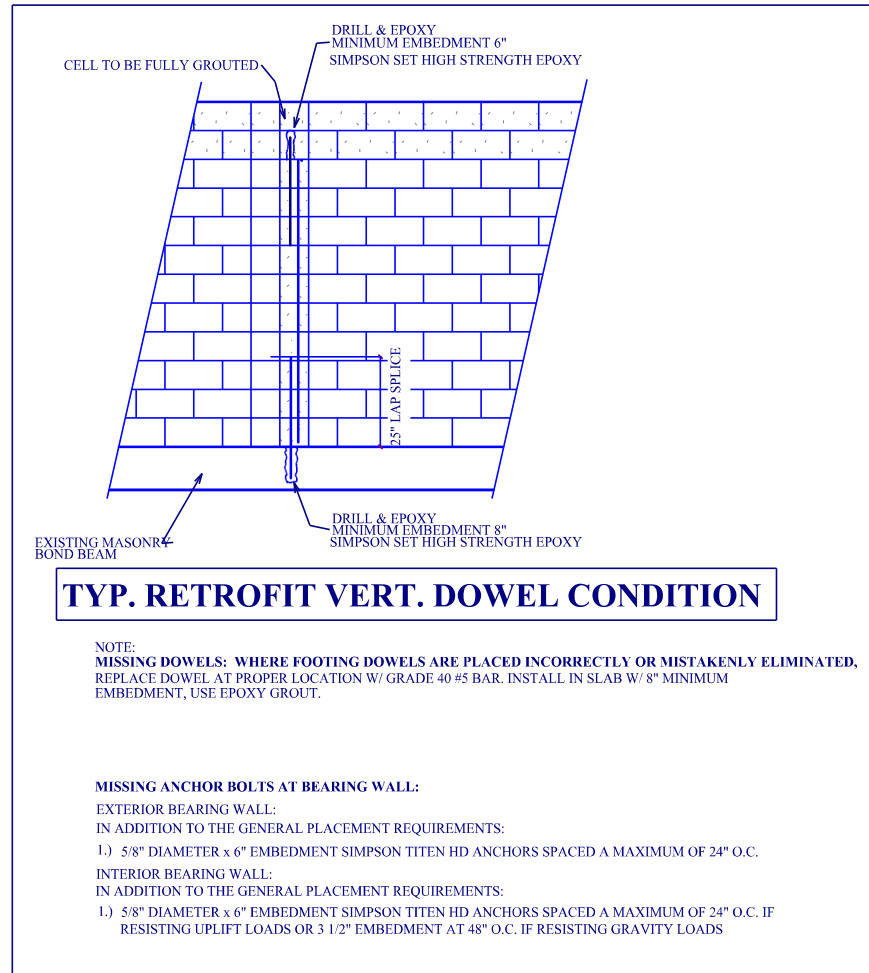 DRILL & EPOXY
MINIMUM EMBEDMENT 6"
SIMPSON SET HIGH STRENGTH EPOXY
CELL TO BE FULLY GROUTED
25" LAP SPLICE
DRILL & EPOXY
MINIMUM EMBEDMENT 8"
SIMPSON SET HIGH STRENGTH EPOXY
EXISTING MASONRY
BOND BEAM
TYP. RETROFIT VERT. DOWEL CONDITION
NOTE:
MISSING DOWELS: WHERE FOOTING DOWELS ARE PLACED INCORRECTLY OR MISTAKENLY ELIMINATED,
REPLACE DOWEL AT PROPER LOCATION W/ GRADE 40 #5 BAR. INSTALL IN SLAB W/ 8" MINIMUM
EMBEDMENT, USE EPOXY GROUT.
MISSING ANCHOR BOLTS AT BEARING WALL:
EXTERIOR BEARING WALL:
IN ADDITION TO THE GENERAL PLACEMENT REQUIREMENTS:
1.) 5/8" DIAMETER x 6" EMBEDMENT SIMPSON TITEN HD ANCHORS SPACED A MAXIMUM OF 24" O.C.
INTERIOR BEARING WALL:
IN ADDITION TO THE GENERAL PLACEMENT REQUIREMENTS:
1.) 5/8" DIAMETER x 6" EMBEDMENT SIMPSON TITEN HD ANCHORS SPACED A MAXIMUM OF 24" O.C. IF
RESISTING UPLIFT LOADS OR 3 1/2" EMBEDMENT AT 48" O.C. IF RESISTING GRAVITY LOADS